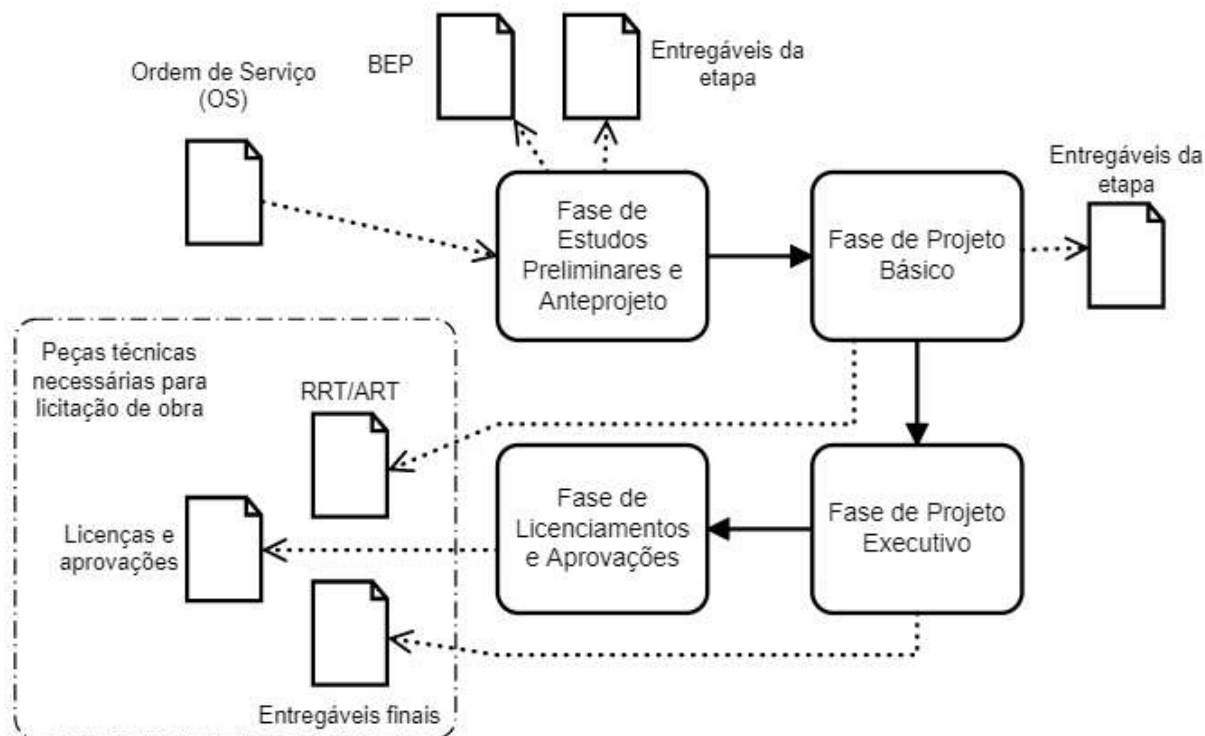 Ordem de Serviço
(OS)
BEP
Entregáveis da
etapa
Fase de
Estudos
Preliminares e
Anteprojeto
Fase de Projeto
Básico
Entregáveis da
etapa
Peças técnicas
necessárias para
licitação de obra
RRT/ART
Licenças e
aprovações
Entregáveis finais
Fase de
Licenciamentos
e Aprovações
Fase de Projeto
Executivo